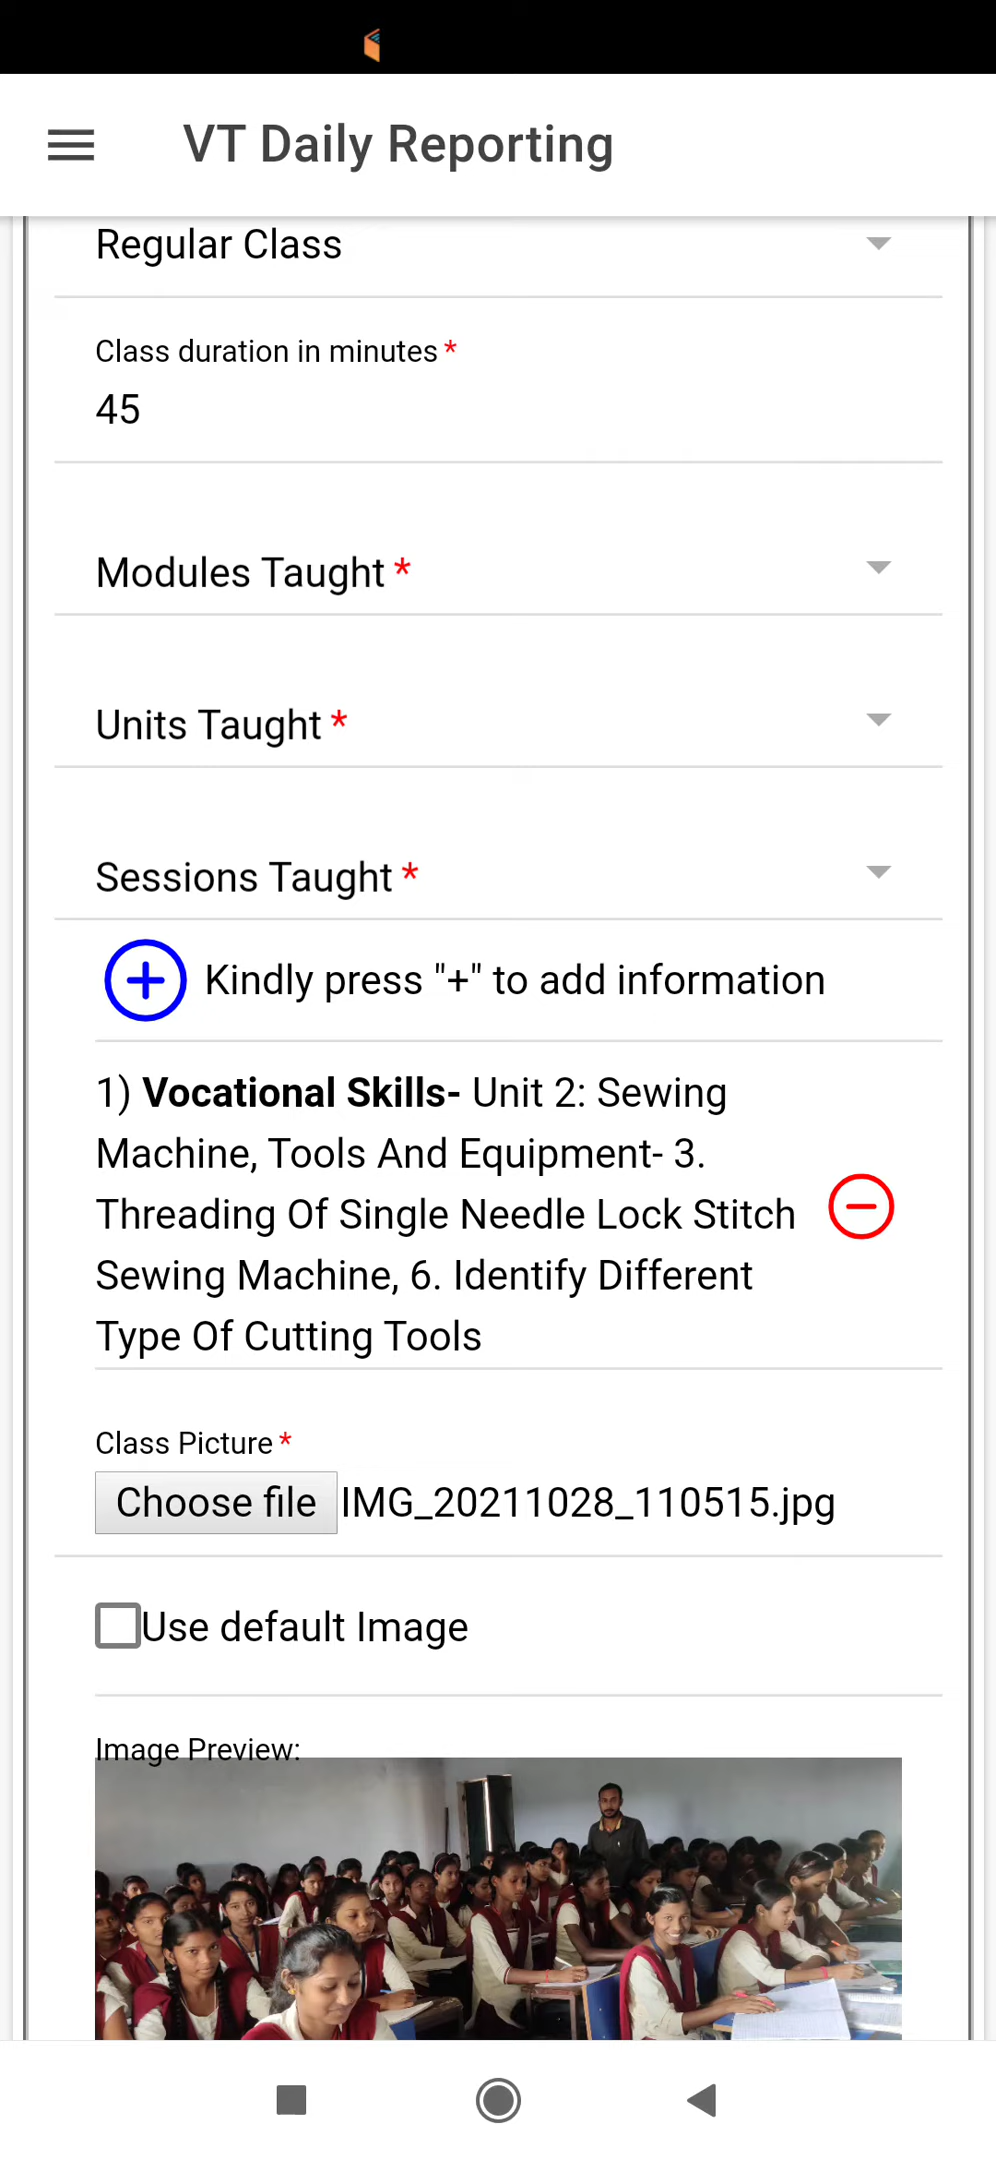 VT Daily Reporting
Regular Class
Class duration in minutes *
45
Modules Taught *
Units Taught *
Sessions Taught *
Kindly press "+" to add information
1) Vocational Skills- Unit 2: Sewing
Machine, Tools And Equipment- 3.
Threading Of Single Needle Lock Stitch
Sewing Machine, 6. Identify Different
Type Of Cutting Tools
Class Picture *
Choose file IMG_20211028_110515.jpg
Use default Image
Image Preview: